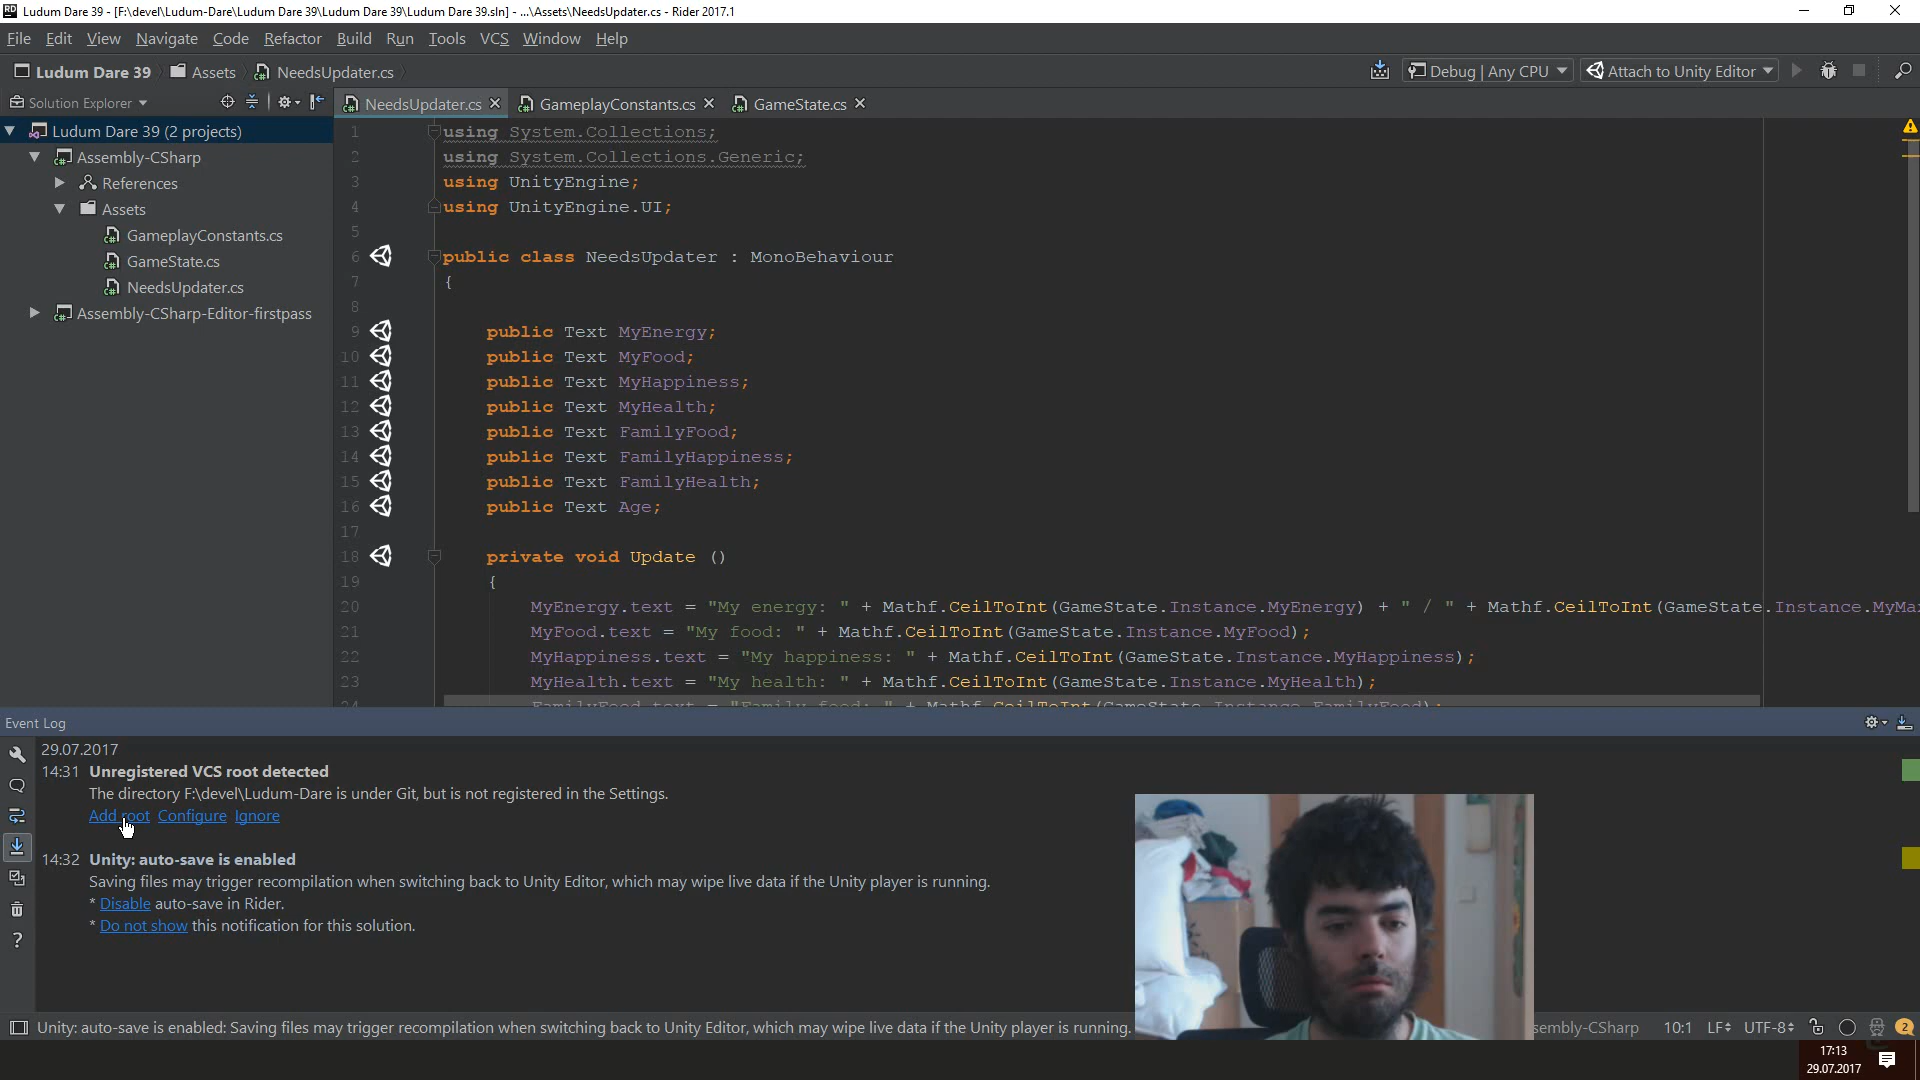 Ludum Dare 39 - [F:\devel\Ludum-Dare\Ludum Dare 39\Ludum Dare 39\Ludum Dare 39.sln] - ...\Assets\NeedsUpdater.cs - Rider 2017.1
File Edit View Navigate Code Refactor Build Run Tools VCS Window Help
Ludum Dare 39 Assets NeedsUpdater.cs Debug | Any CPU Attach to Unity Editor
Solution Explorer NeedsUpdater.cs GameplayConstants.cs GameState.cs
Ludum Dare 39 (2 projects)
Assembly-CSharp
References
Assets
GameplayConstants.cs
GameState.cs
NeedsUpdater.cs
Assembly-CSharp-Editor-firstpass
1 using System.Collections;
2 using System.Collections.Generic;
3 using UnityEngine;
4 using UnityEngine.UI;
5
6 public class NeedsUpdater : MonoBehaviour
7 {
8
9 public Text MyEnergy;
10 public Text MyFood;
11 public Text MyHappiness;
12 public Text MyHealth;
13 public Text FamilyFood;
14 public Text FamilyHappiness;
15 public Text FamilyHealth;
16 public Text Age;
17
18 private void Update ()
19 {
20 MyEnergy.text = "My energy: " + Mathf.CeilToInt(GameState.Instance.MyEnergy) + " / " + Mathf.CeilToInt(GameState.Instance.MyMa
21 MyFood.text = "My food: " + Mathf.CeilToInt(GameState.Instance.MyFood);
22 MyHappiness.text = "My happiness: " + Mathf.CeilToInt(GameState.Instance.MyHappiness);
23 MyHealth.text = "My health: " + Mathf.CeilToInt(GameState.Instance.MyHealth);
24 FamilyFood.text = "Family food: " + Mathf.CeilToInt(GameState.Instance.FamilyFood);
Event Log
29.07.2017
14:31 Unregistered VCS root detected
The directory F:\devel\Ludum-Dare is under Git, but is not registered in the Settings.
Add root Configure Ignore
14:32 Unity: auto-save is enabled
Saving files may trigger recompilation when switching back to Unity Editor, which may wipe live data if the Unity player is running.
* Disable auto-save in Rider.
* Do not show this notification for this solution.
Unity: auto-save is enabled: Saving files may trigger recompilation when switching back to Unity Editor, which may wipe live data if the Unity player is running. sembly-CSharp 10:1 LF UTF-8 2
17:13
29.07.2017